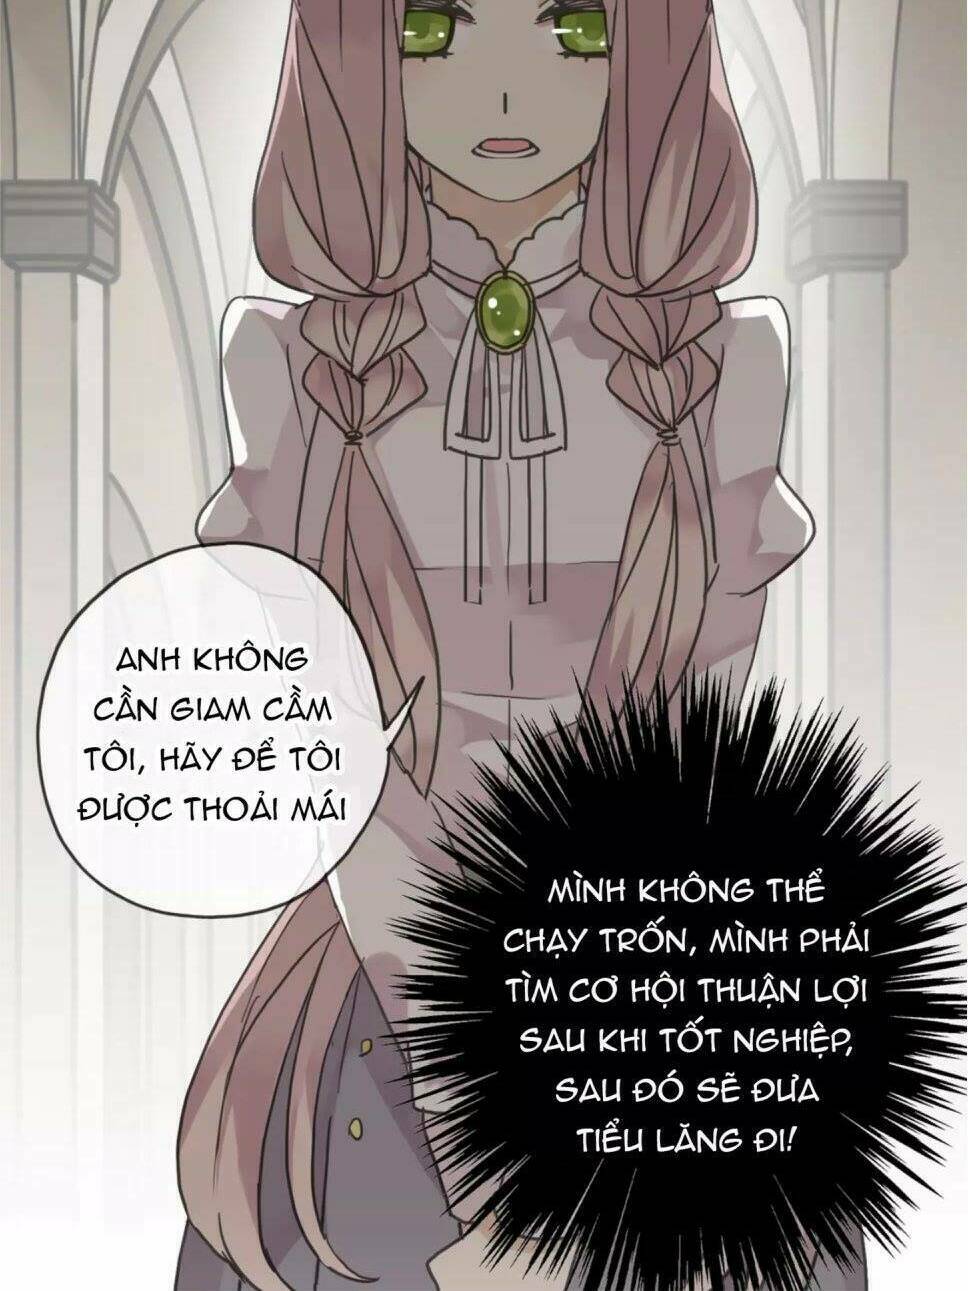 ANH KHÔNG
CẦN GIAM CẦM
TÔI, HÃY ĐỂ TÔI
ĐƯỢC THOẢI MÁI
MÌNH KHÔNG THỂ
CHẠY TRỐN, MÌNH PHẢI
TÌM CƠ HỘI THUẬN LỢI
SAU KHI TỐT NGHIỆP,
SAU ĐÓ SẼ ĐƯA
TIỂU LĂNG ĐI!